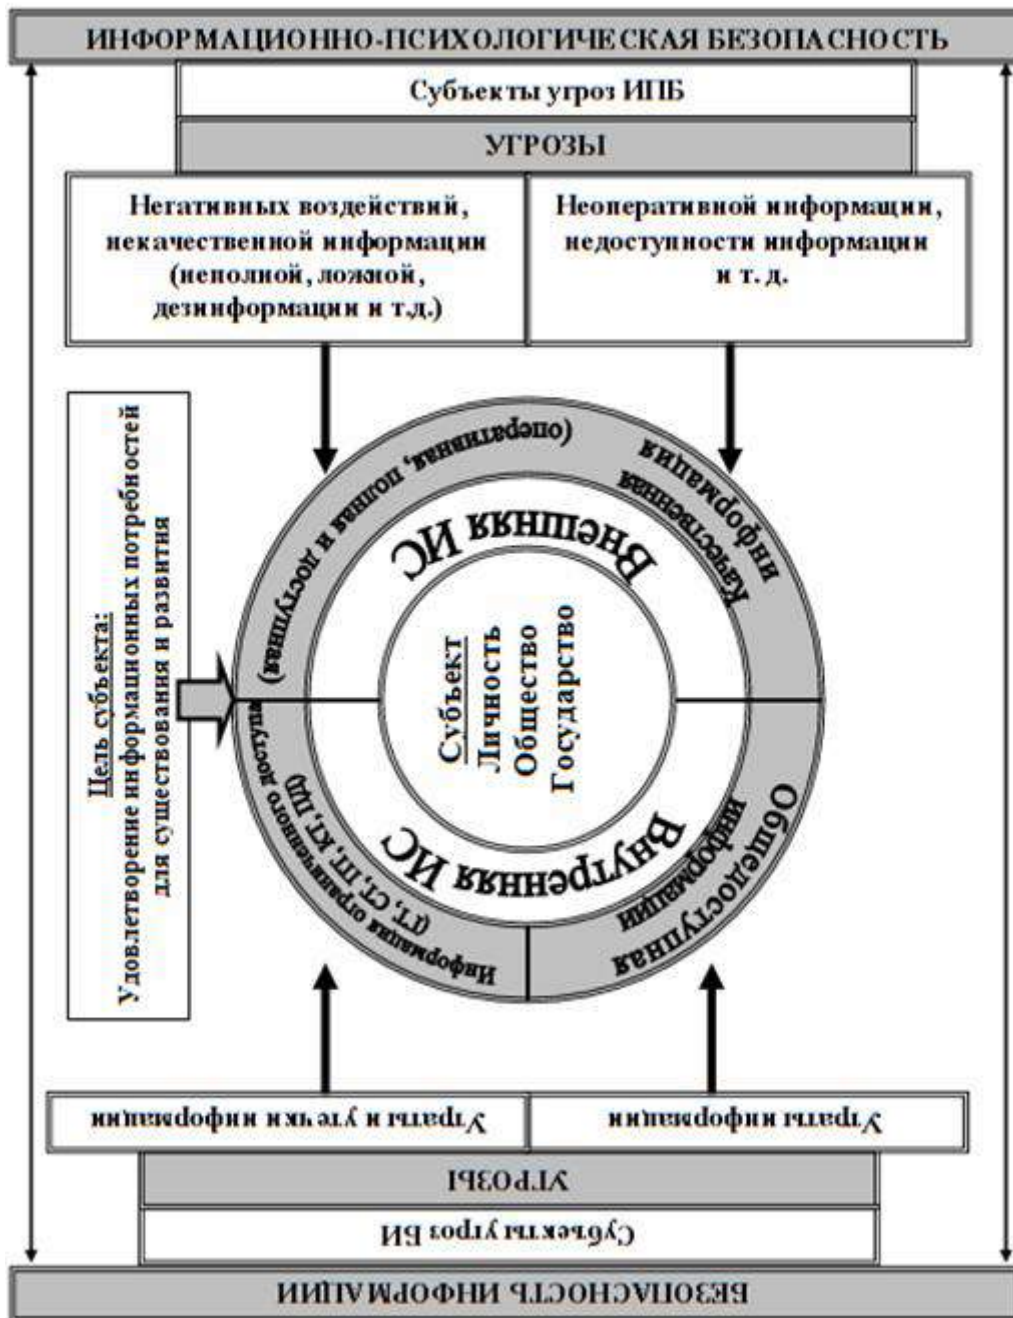 ИНФОРМАЦИОННО-ПСИХОЛОГИЧЕСКАЯ БЕЗОПАСНОСТЬ
Субъекты угроз ИПБ
УГРОЗЫ
Негативных воздействий,
некачественной информации
(неполной, ложной,
дезинформации и т.д.)
Неоперативной информации,
недоступности информации
и т. д.
Цель субъекта:
Удовлетворение информационных потребностей
для существования и развития
Качественная
информация
(оперативная, полная и доступная)
Внешняя ИС
Субъект
Личность
Общество
Государство
Внутренняя ИС
Информация ограниченного доступа
(ГТ, СТ, ПТ, КТ, ПД)
Общедоступная
информации
Утраты и утечки информации
Утраты информации
УГРОЗЫ
Субъекты угроз БИ
БЕЗОПАСНОСТЬ ИНФОРМАЦИИ